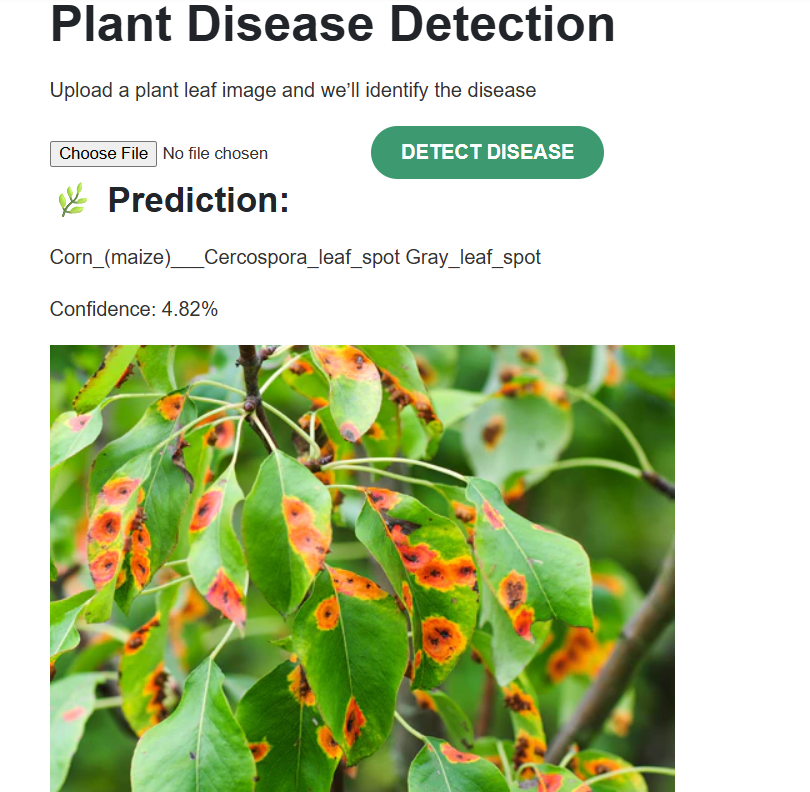 Plant Disease Detection
Upload a plant leaf image and we’ll identify the disease
Choose File No file chosen
DETECT DISEASE
Prediction:
Corn_(maize)___Cercospora_leaf_spot Gray_leaf_spot
Confidence: 4.82%